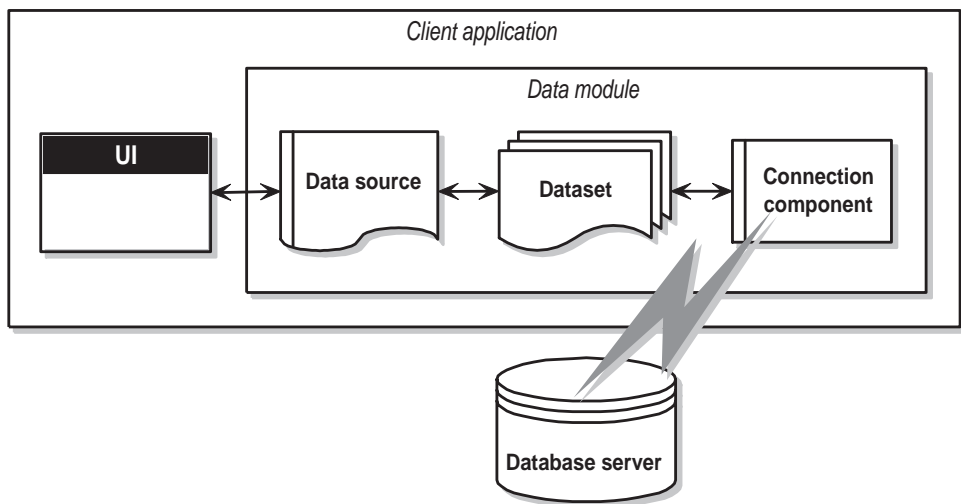 Client application
Data module
UI
Data source
Dataset
Connection
component
Database server